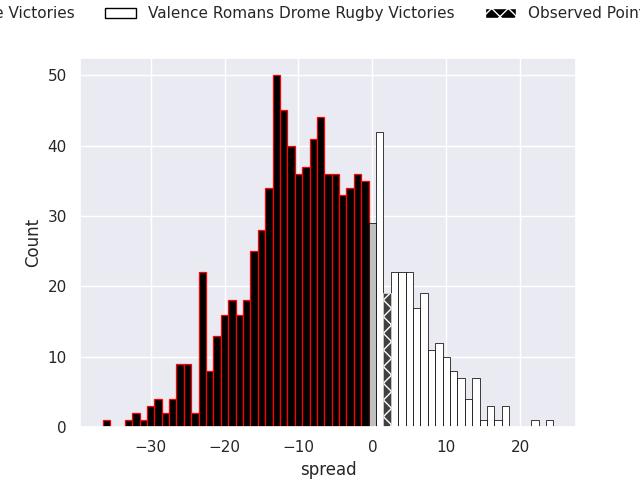 e Victories Valence Romans Drome Rugby Victories Observed Poin
50
40
30
20
10
0
Count
−30 −20 −10 0 10 20
spread